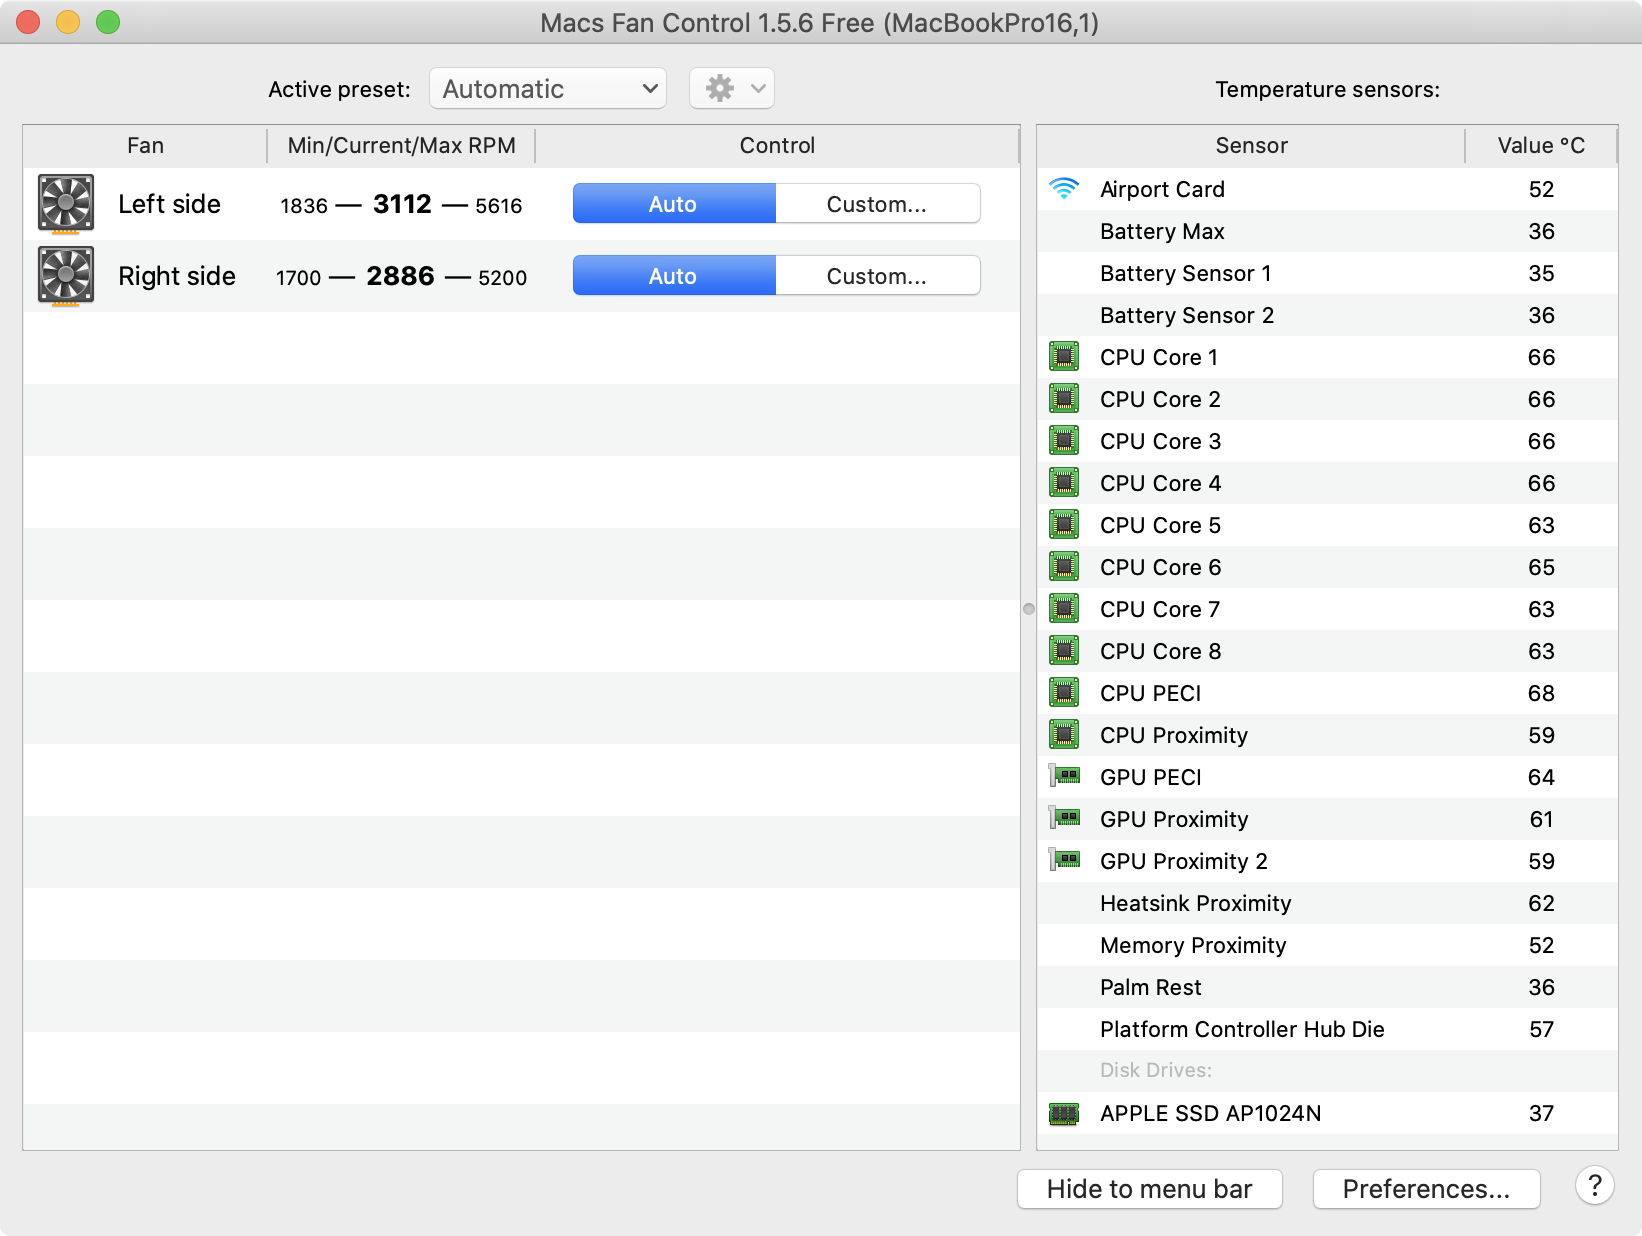 Macs Fan Control 1.5.6 Free (MacBookPro16,1)
Active preset: Automatic
Temperature sensors:
Fan Min/Current/Max RPM Control
Left side 1836 — 3112 — 5616 Auto Custom...
Right side 1700 — 2886 — 5200 Auto Custom...
Sensor Value °C
Airport Card 52
Battery Max 36
Battery Sensor 1 35
Battery Sensor 2 36
CPU Core 1 66
CPU Core 2 66
CPU Core 3 66
CPU Core 4 66
CPU Core 5 63
CPU Core 6 65
CPU Core 7 63
CPU Core 8 63
CPU PECI 68
CPU Proximity 59
GPU PECI 64
GPU Proximity 61
GPU Proximity 2 59
Heatsink Proximity 62
Memory Proximity 52
Palm Rest 36
Platform Controller Hub Die 57
Disk Drives:
APPLE SSD AP1024N 37
Hide to menu bar Preferences... ?